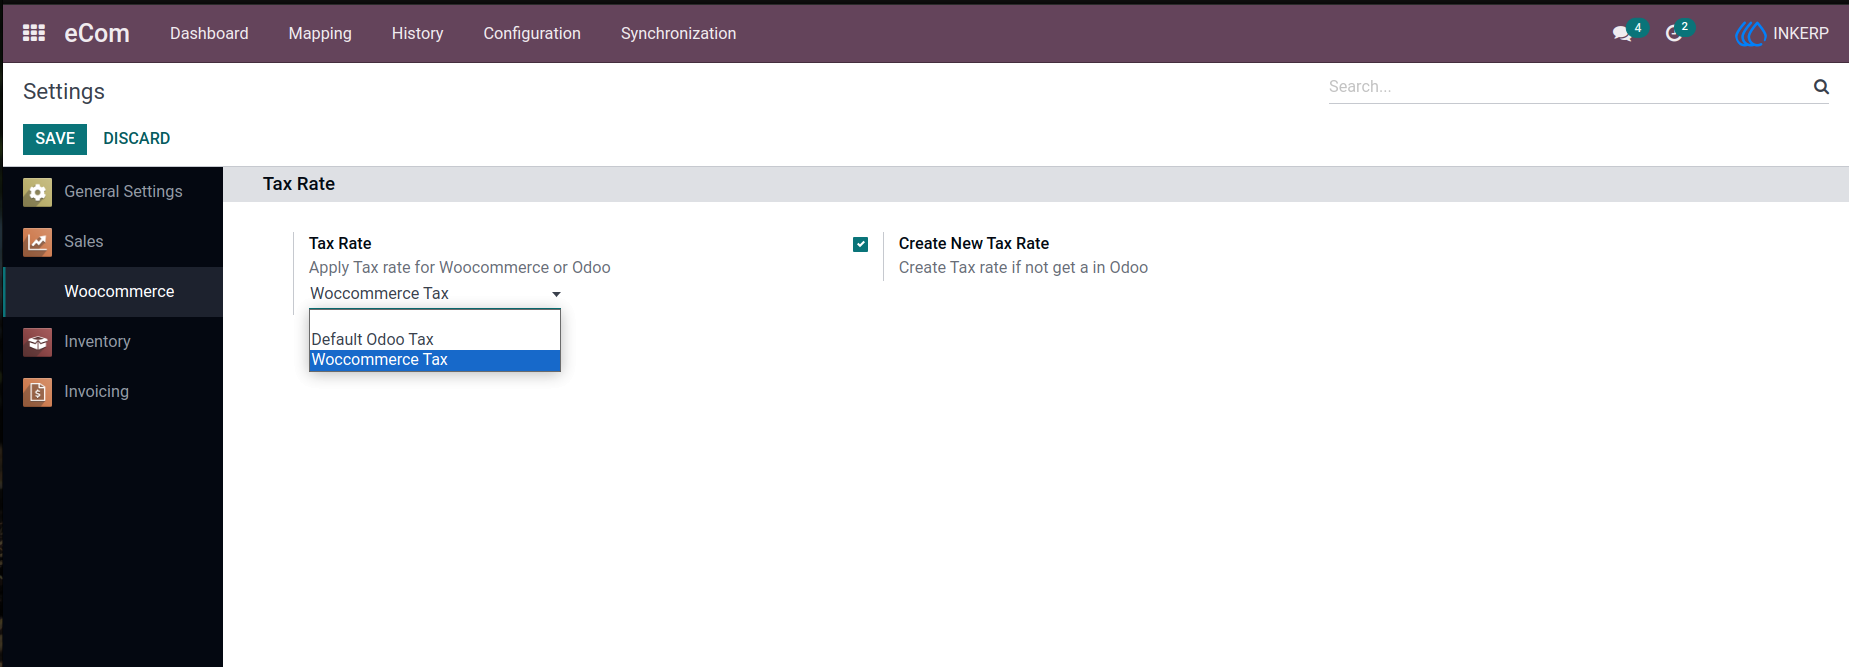 eCom Dashboard Mapping History Configuration Synchronization 4 2 INKERP
Settings
Search...
SAVE DISCARD
General Settings
Sales
Woocommerce
Inventory
Invoicing
Tax Rate
Tax Rate
Apply Tax rate for Woocommerce or Odoo
Woccommerce Tax
Default Odoo Tax
Woccommerce Tax
Create New Tax Rate
Create Tax rate if not get a in Odoo